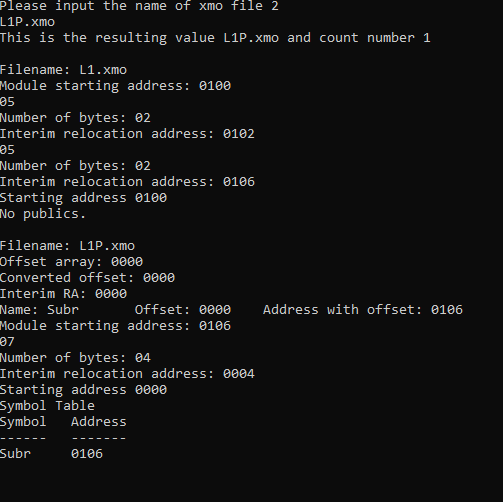 Please input the name of xmo file 2
L1P.xmo
This is the resulting value L1P.xmo and count number 1
Filename: L1.xmo
Module starting address: 0100
05
Number of bytes: 02
Interim relocation address: 0102
05
Number of bytes: 02
Interim relocation address: 0106
Starting address 0100
No publics.
Filename: L1P.xmo
Offset array: 0000
Converted offset: 0000
Interim RA: 0000
Name: Subr       Offset: 0000    Address with offset: 0106
Module starting address: 0106
07
Number of bytes: 04
Interim relocation address: 0004
Starting address 0000
Symbol Table
Symbol   Address
------   -------
Subr     0106